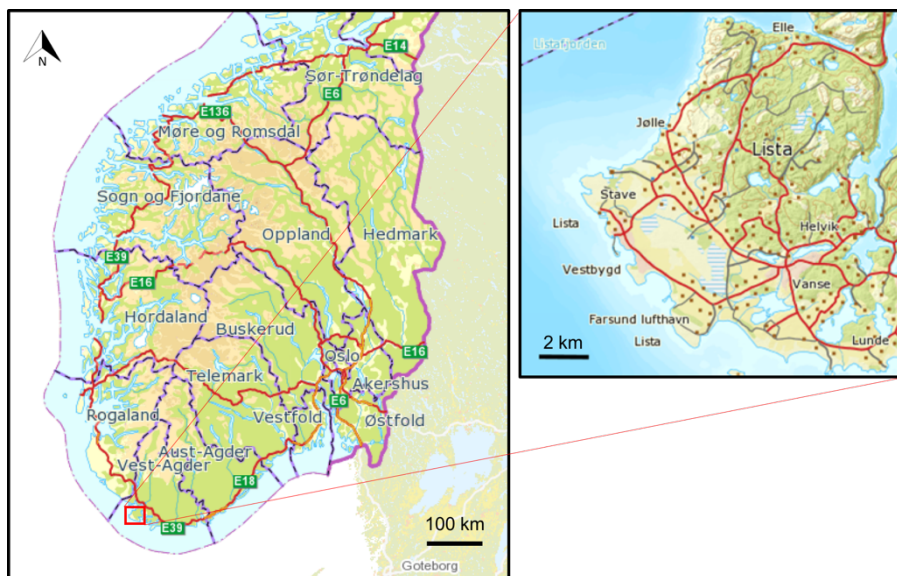 N
E14
Sør-Trøndelag
E6
E136
Møre og Romsdal
Sogn og Fjordane
Oppland
Hedmark
E39
E16
Hordaland
Buskerud
Oslo
E16
Telemark
Akershus
E6
Rogaland
Vestfold
Østfold
Aust-Agder
Vest-Agder
E18
E39
100 km
Goteborg
Listafjorden
Elle
Jølle
Lista
Stave
Lista
Helvik
Vestbygd
Vanse
Farsund lufthavn
Lista
Lunde
2 km